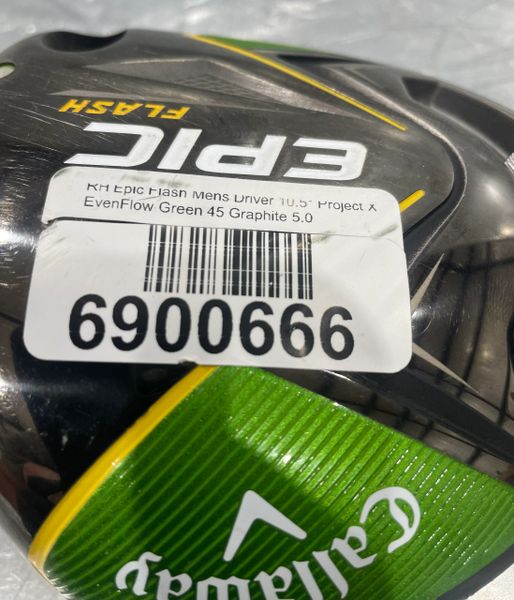 FLASH
EPIC
RH Epic Flash Mens Driver 10.5° Project X
EvenFlow Green 45 Graphite 5.0
6900666
Callaway